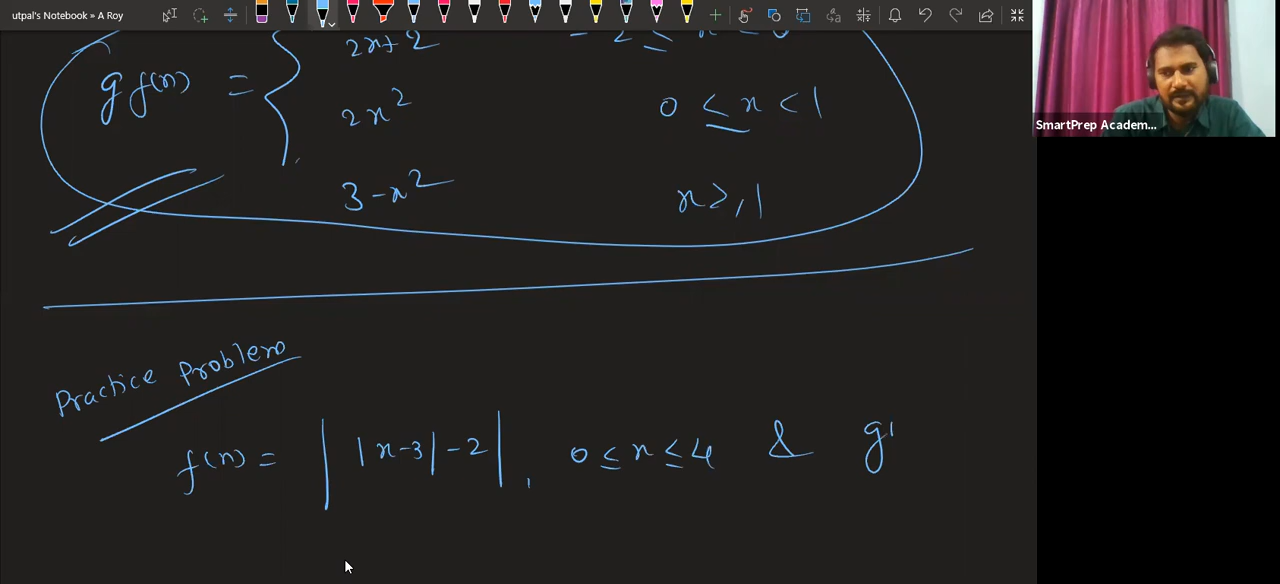 utpal's Notebook » A Roy
SmartPrep Academ...
2x+2
g f(x) =
2x² 0 ≤ x < 1
3 - x² x ≥ 1
Practice Problem
f(x) = | |x-3| - 2 | , 0 ≤ x ≤ 4 & g